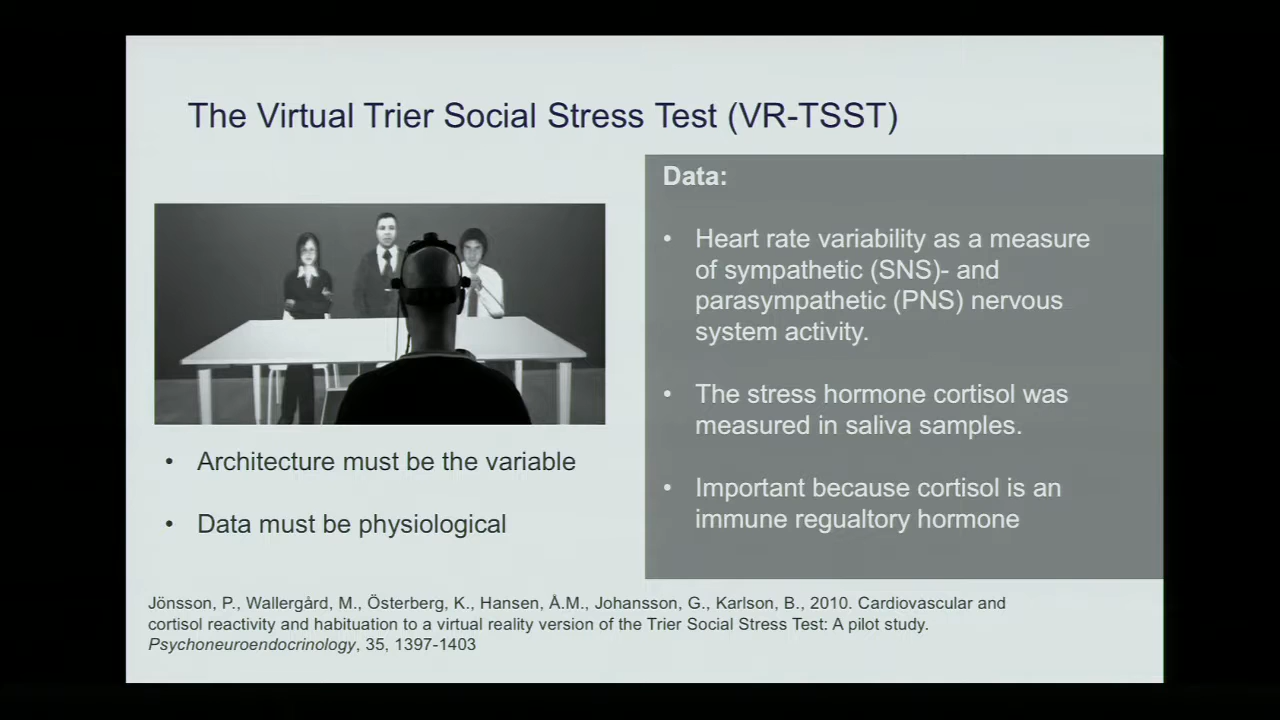 The Virtual Trier Social Stress Test (VR-TSST)
• Architecture must be the variable
• Data must be physiological
Data:
• Heart rate variability as a measure
of sympathetic (SNS)- and
parasympathetic (PNS) nervous
system activity.
• The stress hormone cortisol was
measured in saliva samples.
• Important because cortisol is an
immune regualtory hormone
Jönsson, P., Wallergård, M., Österberg, K., Hansen, Å.M., Johansson, G., Karlson, B., 2010. Cardiovascular and
cortisol reactivity and habituation to a virtual reality version of the Trier Social Stress Test: A pilot study.
Psychoneuroendocrinology, 35, 1397-1403